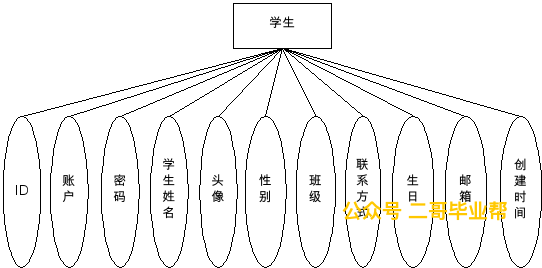 学生
ID
账户
密码
学生姓名
头像
性别
班级
联系方式
生日
邮箱
创建时间
公众号 二哥毕业帮